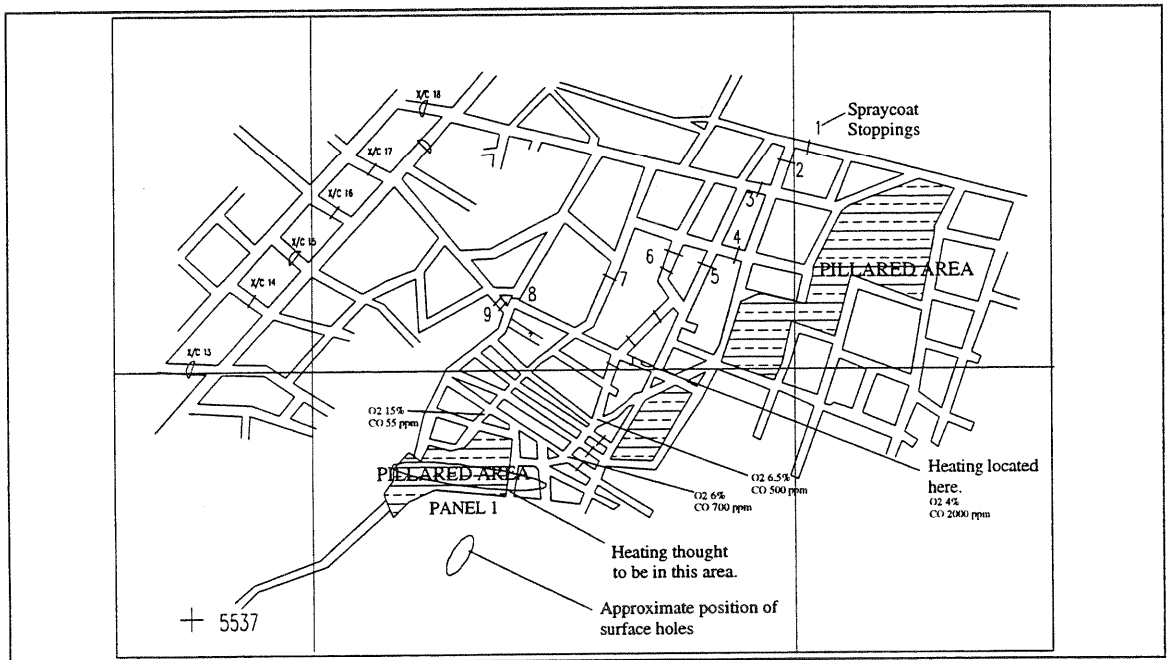 X/C 18
Spraycoat
Stoppings
1
X/C 17
2
X/C 16
3
X/C 15
4
6
5
PILLARED AREA
7
X/C 14
8
9
X/C 13
O2 15%
CO 55 ppm
PILLARED AREA
O2 6.5%
CO 500 ppm
Heating located
here.
O2 4%
CO 2000 ppm
O2 6%
CO 700 ppm
PANEL 1
Heating thought
to be in this area.
Approximate position of
surface holes
5537